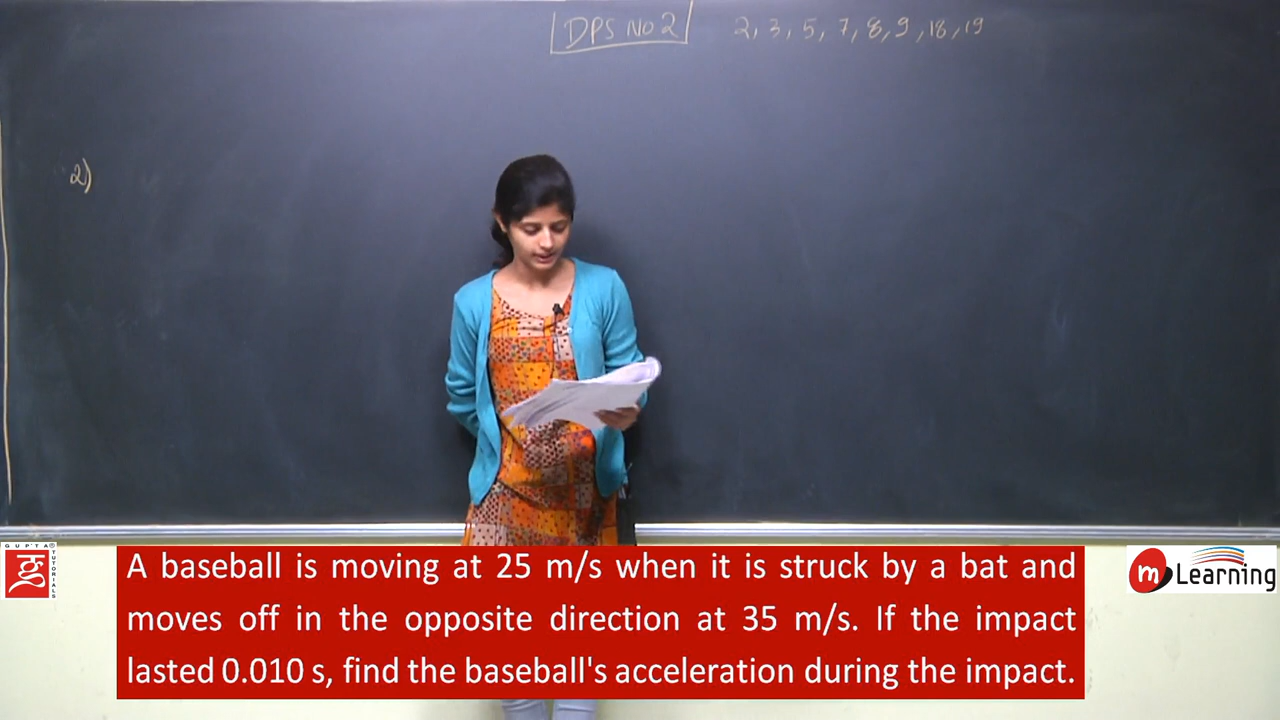 DPS NO 2 2, 3, 5, 7, 8, 9, 18, 19
2)
GUPTA TUTORIALS
A baseball is moving at 25 m/s when it is struck by a bat and
moves off in the opposite direction at 35 m/s. If the impact
lasted 0.010 s, find the baseball's acceleration during the impact.
m Learning